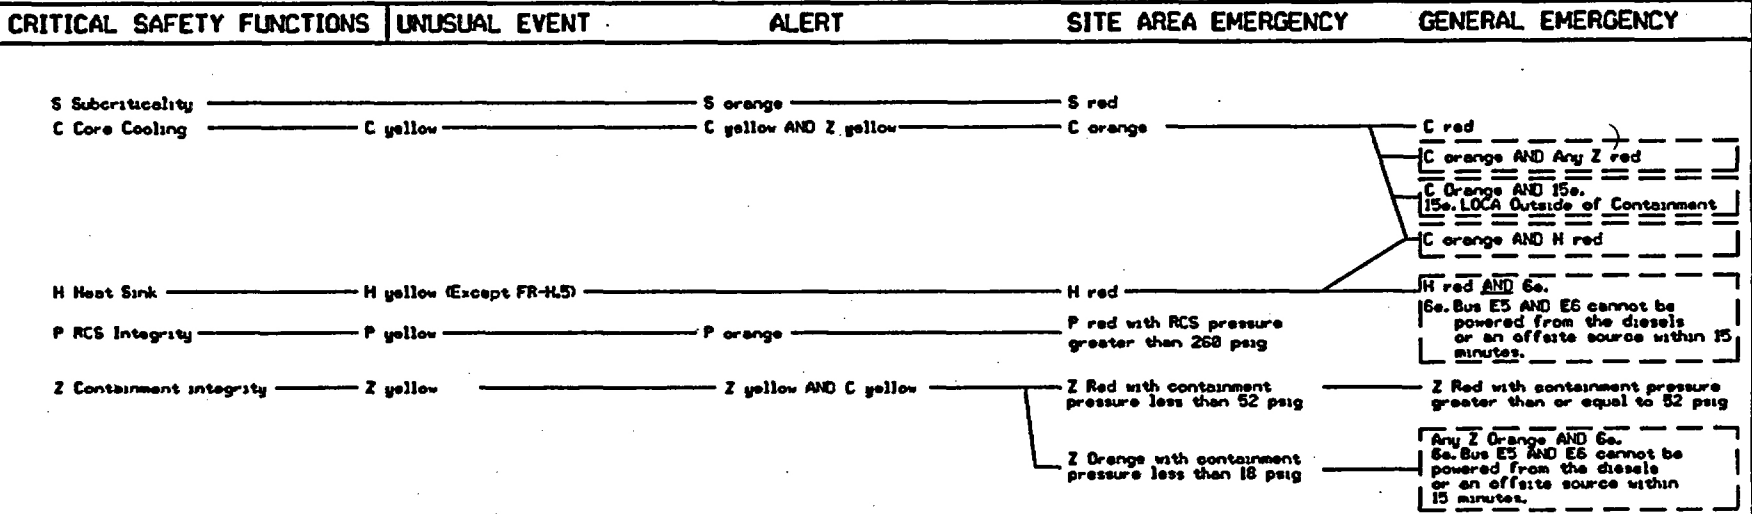 CRITICAL SAFETY FUNCTIONS UNUSUAL EVENT ALERT SITE AREA EMERGENCY GENERAL EMERGENCY
S Subcriticality S orange S red
C Core Cooling C yellow C yellow AND Z yellow C orange C red
C orange AND Any Z red
C Orange AND 15e.
15e. LOCA Outside of Containment
C orange AND H red
H Heat Sink H yellow (Except FR-H.5) H red H red AND 6e.
6e. Bus E5 AND E6 cannot be
powered from the diesels
or an offsite source within 15
minutes.
P RCS Integrity P yellow P orange P red with RCS pressure
greater than 260 psig
Z Containment integrity Z yellow Z yellow AND C yellow Z Red with containment
pressure less than 52 psig
Z Red with containment pressure
greater than or equal to 52 psig
Z Orange with containment
pressure less than 18 psig
Any Z Orange AND 6e.
6e. Bus E5 AND E6 cannot be
powered from the diesels
or an offsite source within
15 minutes.